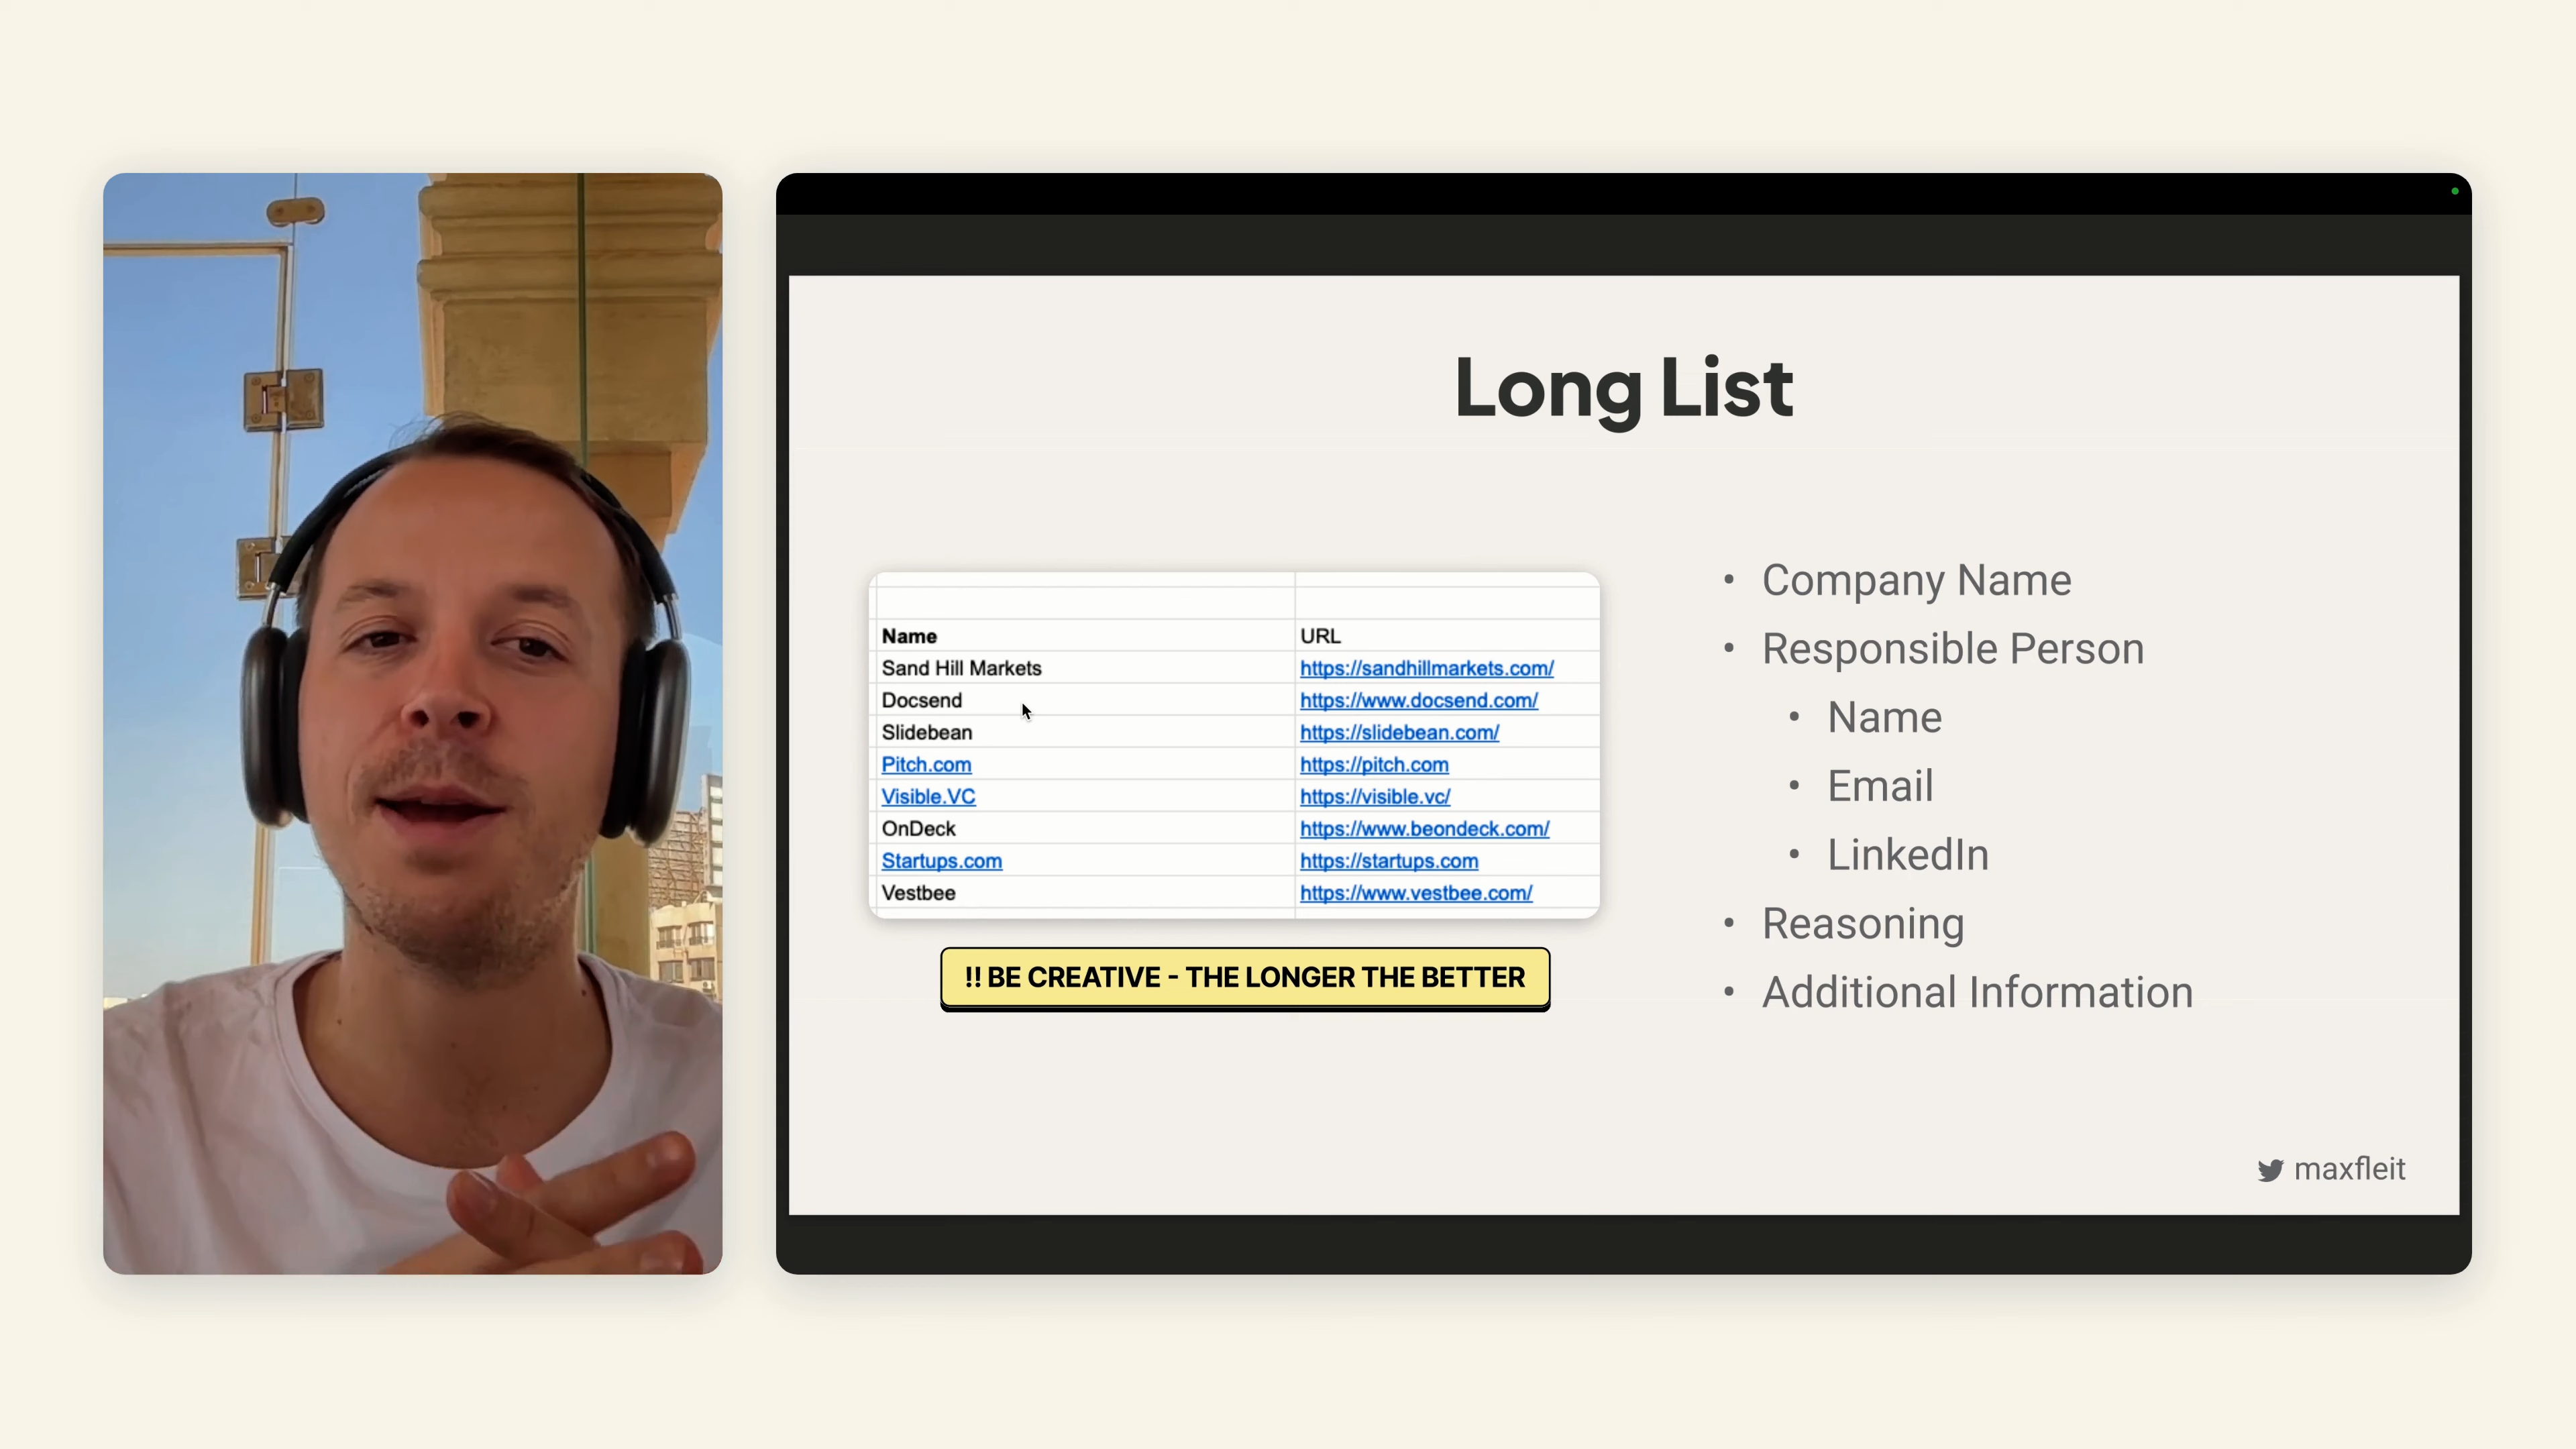 Long List
Name URL
Sand Hill Markets https://sandhillmarkets.com/
Docsend https://www.docsend.com/
Slidebean https://slidebean.com/
Pitch.com https://pitch.com
Visible.VC https://visible.vc/
OnDeck https://www.beondeck.com/
Startups.com https://startups.com
Vestbee https://www.vestbee.com/
!! BE CREATIVE - THE LONGER THE BETTER
• Company Name
• Responsible Person
• Name
• Email
• LinkedIn
• Reasoning
• Additional Information
maxfleit